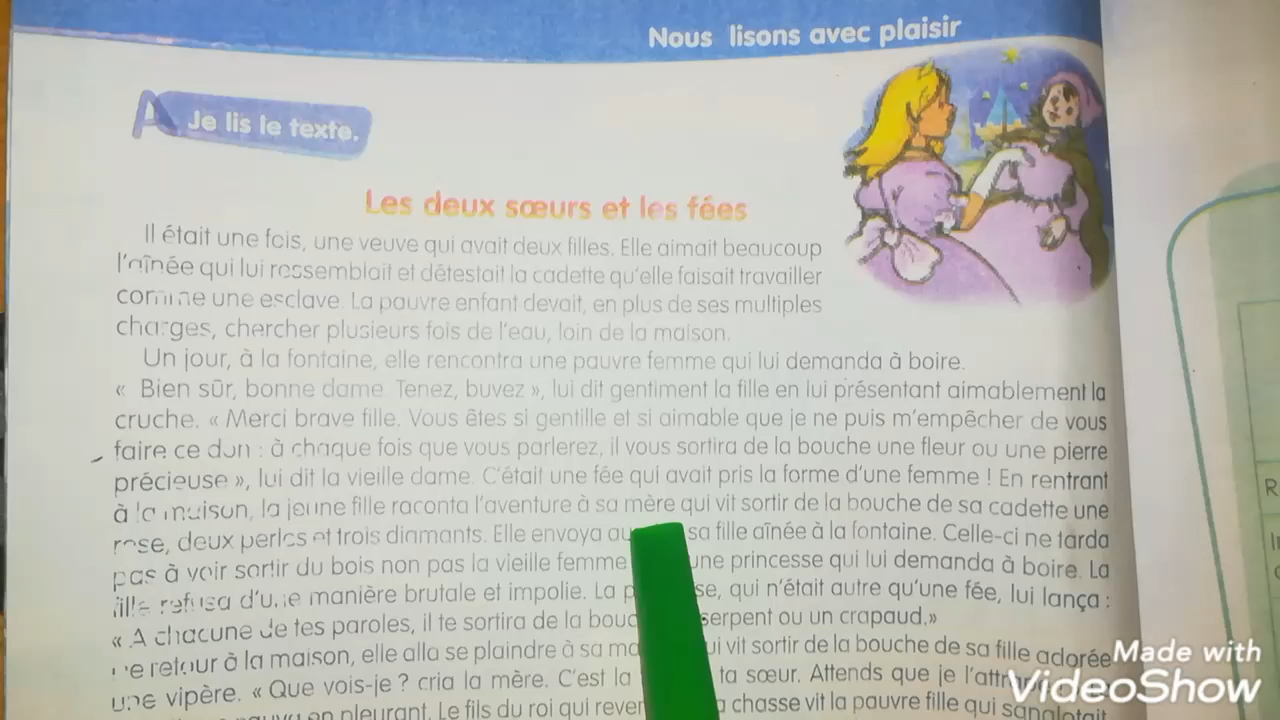 Nous lisons avec plaisir
A Je lis le texte.
Les deux sœurs et les fées
Il était une fois, une veuve qui avait deux filles. Elle aimait beaucoup
l'aînée qui lui ressemblait et détestait la cadette qu'elle faisait travailler
comme une esclave. La pauvre enfant devait, en plus de ses multiples
charges, chercher plusieurs fois de l'eau, loin de la maison.
Un jour, à la fontaine, elle rencontra une pauvre femme qui lui demanda à boire.
« Bien sûr, bonne dame. Tenez, buvez », lui dit gentiment la fille en lui présentant aimablement la
cruche. « Merci brave fille. Vous êtes si gentille et si aimable que je ne puis m'empêcher de vous
faire ce don : à chaque fois que vous parlerez, il vous sortira de la bouche une fleur ou une pierre
précieuse », lui dit la vieille dame. C'était une fée qui avait pris la forme d'une femme ! En rentrant
à la maison, la jeune fille raconta l'aventure à sa mère qui vit sortir de la bouche de sa cadette une
rose, deux perles et trois diamants. Elle envoya sa fille aînée à la fontaine. Celle-ci ne tarda
pas à voir sortir du bois non pas la vieille femme une princesse qui lui demanda à boire. La
fille refusa d'une manière brutale et impolie. La qui n'était autre qu'une fée, lui lança :
« A chacune de tes paroles, il te sortira de la serpent ou un crapaud.»
De retour à la maison, elle alla se plaindre à sa vit sortir de la bouche de sa fille adorée
une vipère. « Que vois-je ? cria la mère. C'est la ta sœur. Attends que je
en pleurant. Le fils du roi qui chasse vit la pauvre fille qui sanglotait
Made with
VideoShow